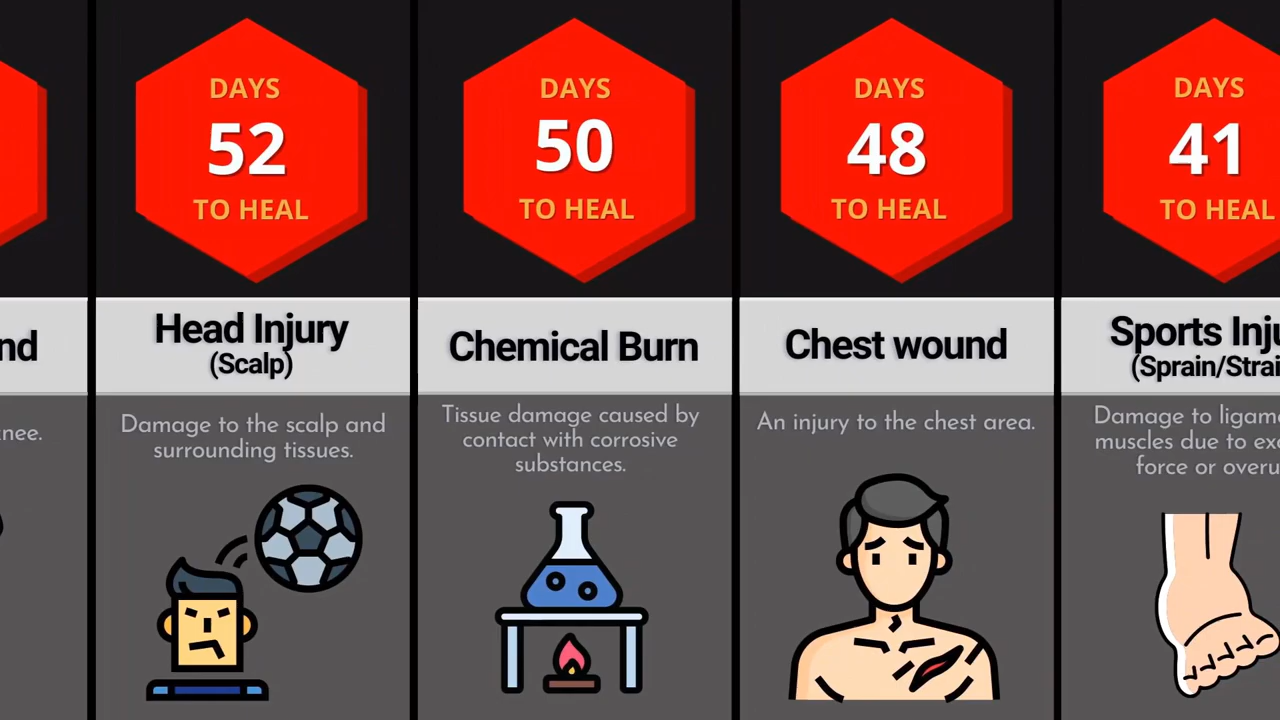 nd
nee.
DAYS
52
TO HEAL
Head Injury
(Scalp)
Damage to the scalp and
surrounding tissues.
DAYS
50
TO HEAL
Chemical Burn
Tissue damage caused by
contact with corrosive
substances.
DAYS
48
TO HEAL
Chest wound
An injury to the chest area.
DAYS
41
TO HEAL
Sports Inju
(Sprain/Strai
Damage to ligame
muscles due to exc
force or overu